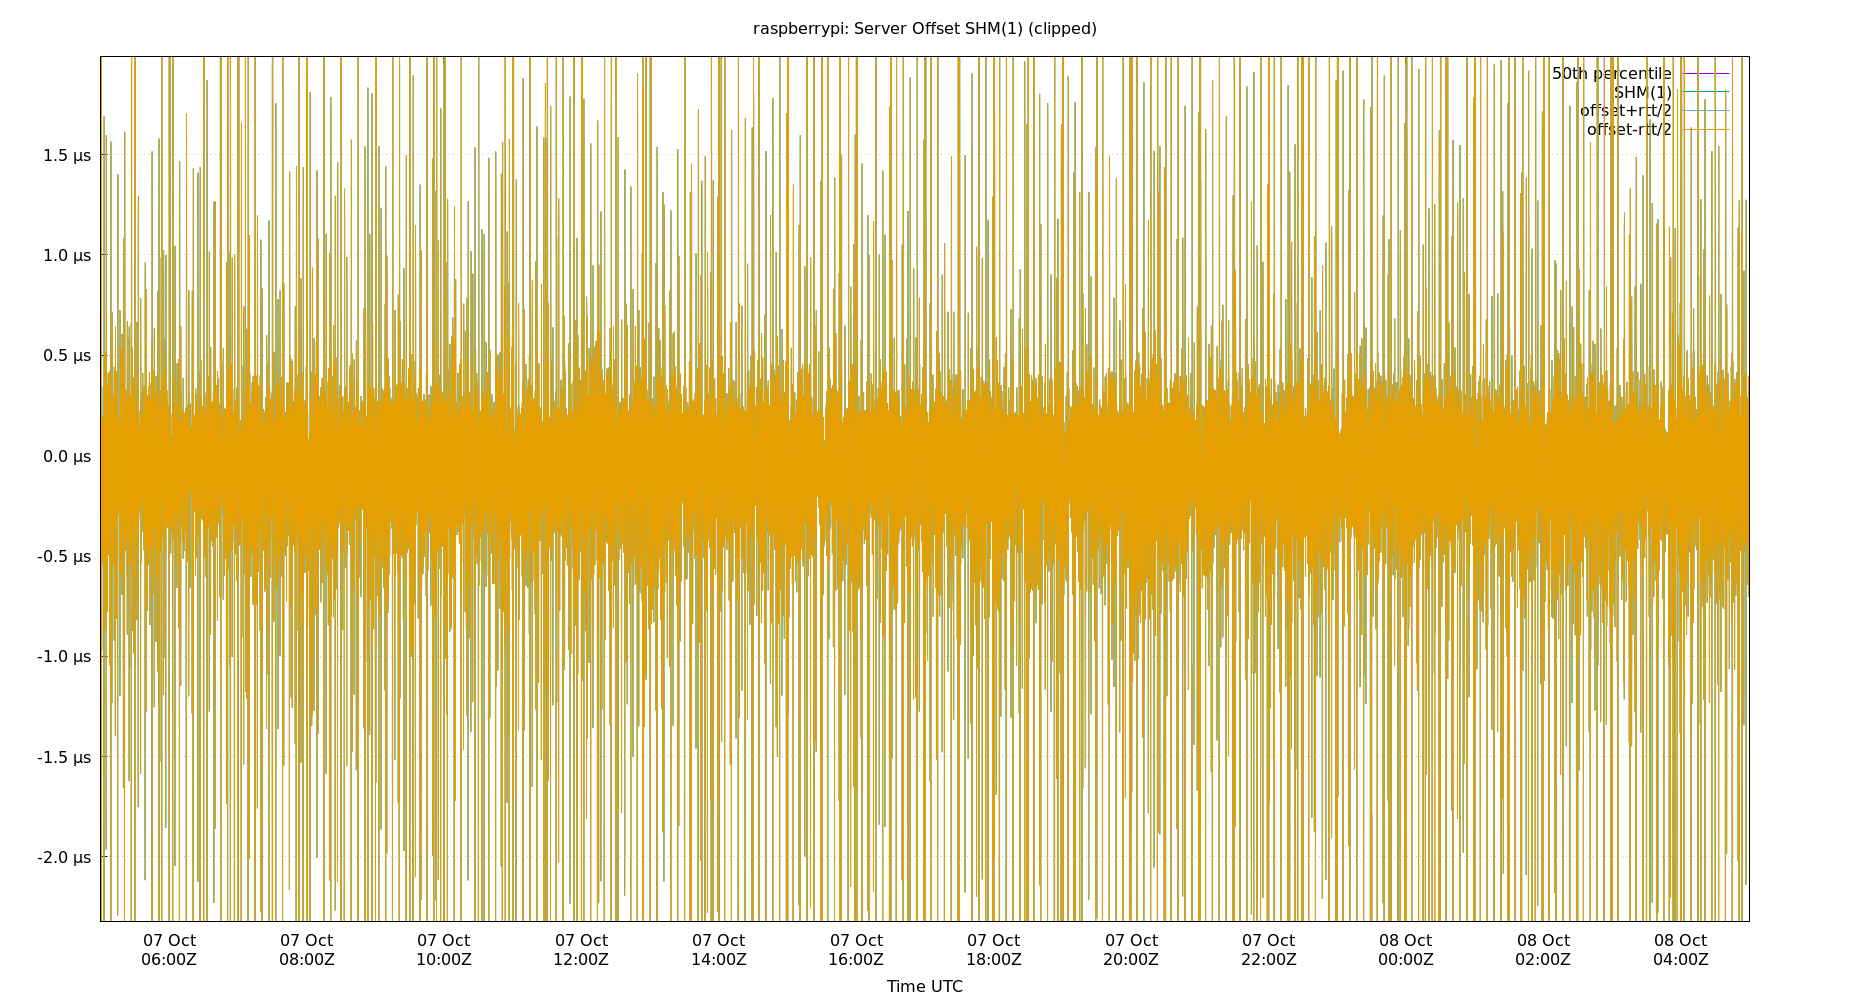 raspberrypi: Server Offset SHM(1) (clipped)
50th percentile
SHM(1)
offset+rtt/2
offset-rtt/2
1.5 µs
1.0 µs
0.5 µs
0.0 µs
-0.5 µs
-1.0 µs
-1.5 µs
-2.0 µs
07 Oct 07 Oct 07 Oct 07 Oct 07 Oct 07 Oct 07 Oct 07 Oct 07 Oct 08 Oct 08 Oct 08 Oct
06:00Z 08:00Z 10:00Z 12:00Z 14:00Z 16:00Z 18:00Z 20:00Z 22:00Z 00:00Z 02:00Z 04:00Z
Time UTC